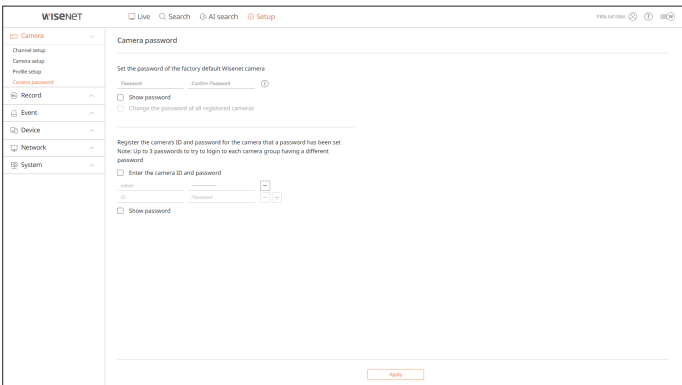 WISENET
Live Search AI search Setup
PRN-6410B4
Camera
Channel setup
Camera setup
Profile setup
Camera password
Record
Event
Device
Network
System
Camera password
Set the password of the factory default Wisenet camera
Password Confirm Password
Show password
Change the password of all registered cameras
Register the camera's ID and password for the camera that a password has been set
Note: Up to 3 passwords to try to login to each camera group having a different
password
Enter the camera ID and password
admin
ID Password
Show password
Apply